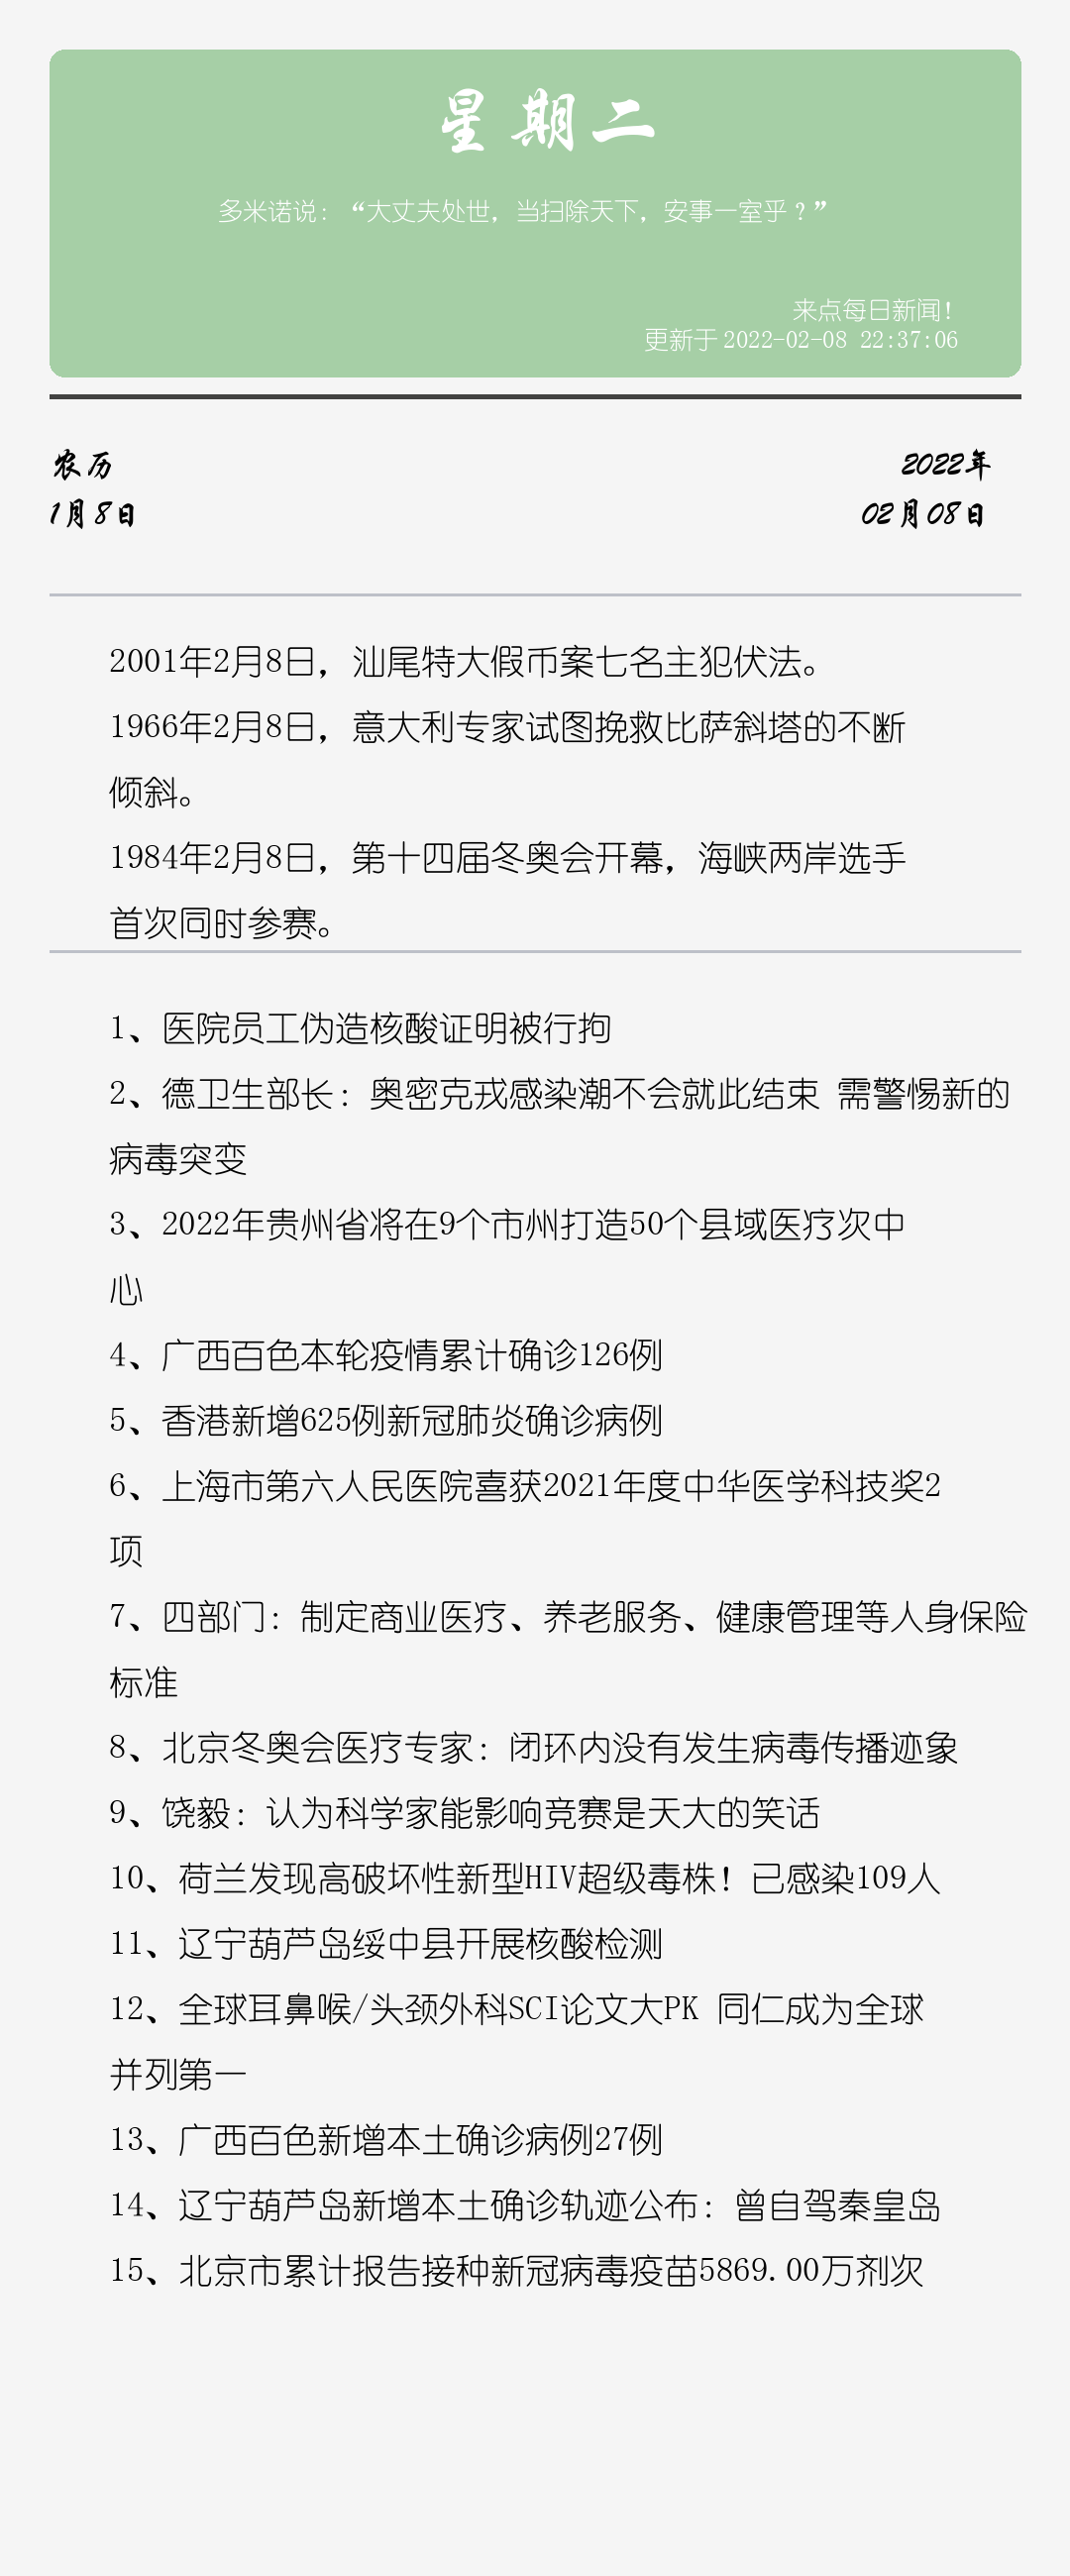 星期二
多米诺说：“大丈夫处世，当扫除天下，安事一室乎？”
来点每日新闻！
更新于2022-02-08 22:37:06
农历
2022年
1月8日
02月08日
2001年2月8日，汕尾特大假币案七名主犯伏法。
1966年2月8日，意大利专家试图挽救比萨斜塔的不断
倾斜。
1984年2月8日，第十四届冬奥会开幕，海峡两岸选手
首次同时参赛。
1、医院员工伪造核酸证明被行拘
2、德卫生部长：奥密克戎感染潮不会就此结束 需警惕新的
病毒突变
3、2022年贵州省将在9个市州打造50个县域医疗次中
心
4、广西百色本轮疫情累计确诊126例
5、香港新增625例新冠肺炎确诊病例
6、上海市第六人民医院喜获2021年度中华医学科技奖2
项
7、四部门：制定商业医疗、养老服务、健康管理等人身保险
标准
8、北京冬奥会医疗专家：闭环内没有发生病毒传播迹象
9、饶毅：认为科学家能影响竞赛是天大的笑话
10、荷兰发现高破坏性新型HIV超级毒株！已感染109人
11、辽宁葫芦岛绥中县开展核酸检测
12、全球耳鼻喉/头颈外科SCI论文大PK 同仁成为全球
并列第一
13、广西百色新增本土确诊病例27例
14、辽宁葫芦岛新增本土确诊轨迹公布：曾自驾秦皇岛
15、北京市累计报告接种新冠病毒疫苗5869.00万剂次